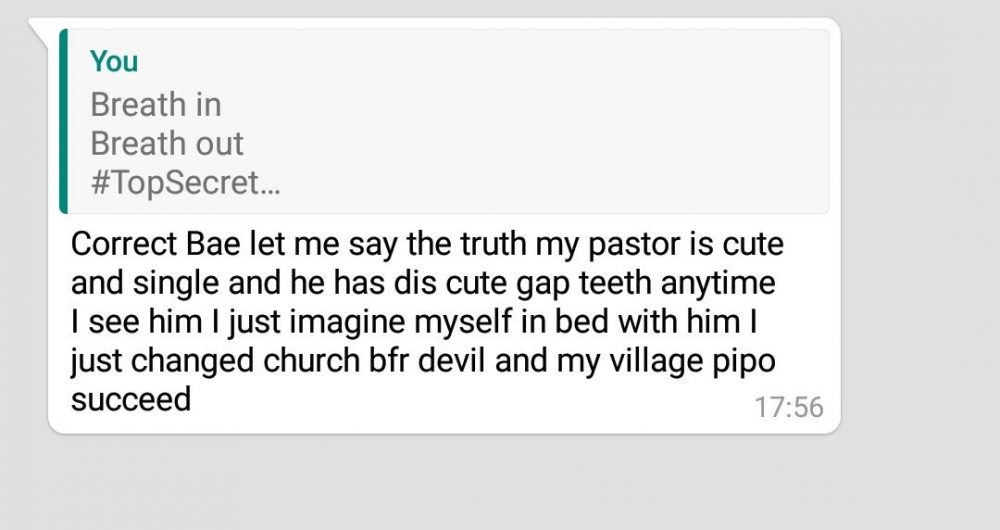 You
Breath in
Breath out
#TopSecret...
Correct Bae let me say the truth my pastor is cute
and single and he has dis cute gap teeth anytime
I see him I just imagine myself in bed with him I
just changed church bfr devil and my village pipo
succeed
17:56